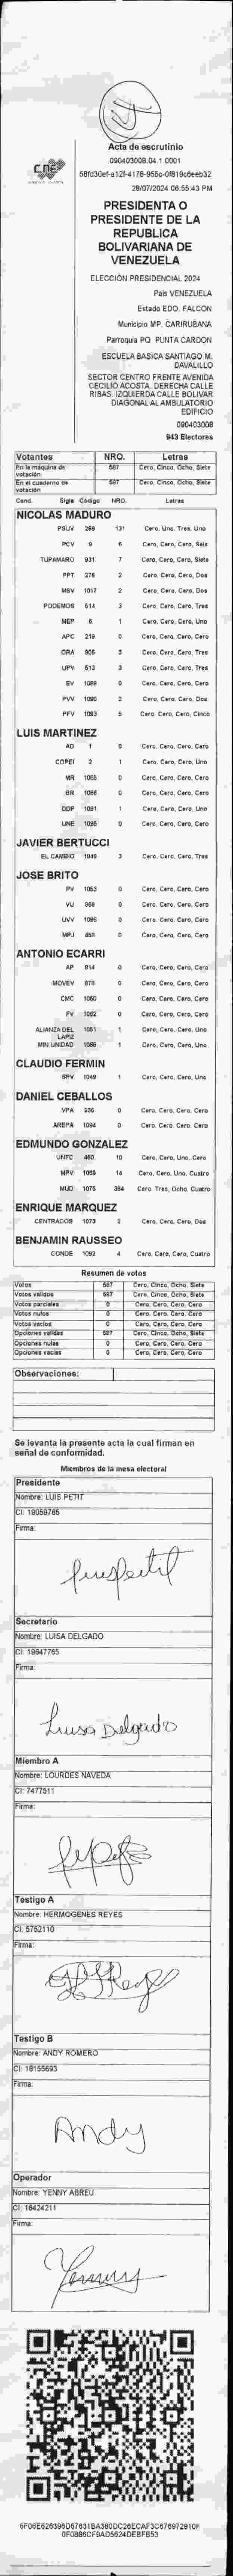 CNE
Acta de escrutinio
090403008.04.1.0001
28/07/2024 08:55:43 PM
PRESIDENTA O
PRESIDENTE DE LA
REPUBLICA
BOLIVARIANA DE
VENEZUELA
ELECCIÓN PRESIDENCIAL 2024
País VENEZUELA
Estado EDO. FALCON
Municipio MP. CARIRUBANA
Parroquia PQ. PUNTA CARDON
ESCUELA BASICA SANTIAGO M.
DAVALILLO
SECTOR CENTRO FRENTE AVENIDA
CECILIO ACOSTA. DERECHA CALLE
RIBAS. IZQUIERDA CALLE BOLIVAR
DIAGONAL AL AMBULATORIO
EDIFICIO
090403008
943 Electores
Votantes NRO. Letras
En la máquina de votación 587 Cero, Cinco, Ocho, Siete
En el cuaderno de votación 587 Cero, Cinco, Ocho, Siete
Cand. Sigla Código NRO. Letras
NICOLAS MADURO
PSUV 269 131 Cero, Uno, Tres, Uno
PCV 9 6 Cero, Cero, Cero, Seis
TUPAMARO 931 7 Cero, Cero, Cero, Siete
PPT 276 2 Cero, Cero, Cero, Dos
MSV 1017 2 Cero, Cero, Cero, Dos
PODEMOS 514 3 Cero, Cero, Cero, Tres
MEP 6 1 Cero, Cero, Cero, Uno
APC 219 0 Cero, Cero, Cero, Cero
ORA 906 3 Cero, Cero, Cero, Tres
UPV 613 3 Cero, Cero, Cero, Tres
EV 1089 0 Cero, Cero, Cero, Cero
PVV 1090 2 Cero, Cero, Cero, Dos
PFV 1093 5 Cero, Cero, Cero, Cinco
LUIS MARTINEZ
AD 1 0 Cero, Cero, Cero, Cero
COPEI 2 1 Cero, Cero, Cero, Uno
MR 1065 0 Cero, Cero, Cero, Cero
BR 1066 0 Cero, Cero, Cero, Cero
DDP 1091 1 Cero, Cero, Cero, Uno
UNE 1095 0 Cero, Cero, Cero, Cero
JAVIER BERTUCCI
EL CAMBIO 1049 3 Cero, Cero, Cero, Tres
JOSE BRITO
PV 1053 0 Cero, Cero, Cero, Cero
VU 968 0 Cero, Cero, Cero, Cero
UVV 1096 0 Cero, Cero, Cero, Cero
MPJ 458 0 Cero, Cero, Cero, Cero
ANTONIO ECARRI
AP 814 0 Cero, Cero, Cero, Cero
MOVEV 978 0 Cero, Cero, Cero, Cero
CMC 1050 0 Cero, Cero, Cero, Cero
FV 1052 0 Cero, Cero, Cero, Cero
ALIANZA DEL LAPIZ 1061 1 Cero, Cero, Cero, Uno
MIN UNIDAD 1069 1 Cero, Cero, Cero, Uno
CLAUDIO FERMIN
SPV 1049 1 Cero, Cero, Cero, Uno
DANIEL CEBALLOS
VPA 236 0 Cero, Cero, Cero, Cero
AREPA 1094 0 Cero, Cero, Cero, Cero
EDMUNDO GONZALEZ
UNTC 460 10 Cero, Cero, Uno, Cero
MPV 1069 14 Cero, Cero, Uno, Cuatro
MUD 1075 384 Cero, Tres, Ocho, Cuatro
ENRIQUE MARQUEZ
CENTRADOS 1073 2 Cero, Cero, Cero, Dos
BENJAMIN RAUSSEO
CONDE 1092 4 Cero, Cero, Cero, Cuatro
Resumen de votos
Votos 587 Cero, Cinco, Ocho, Siete
Votos válidos 587 Cero, Cinco, Ocho, Siete
Votos parciales 0 Cero, Cero, Cero, Cero
Votos nulos 0 Cero, Cero, Cero, Cero
Votos vacíos 0 Cero, Cero, Cero, Cero
Opciones válidas 587 Cero, Cinco, Ocho, Siete
Opciones nulas 0 Cero, Cero, Cero, Cero
Opciones vacías 0 Cero, Cero, Cero, Cero
Observaciones:
Se levanta la presente acta la cual firman en
señal de conformidad.
Miembros de la mesa electoral
Presidente
Nombre: LUIS PETIT
CI: 19059765
Firma:
Secretario
Nombre: LUISA DELGADO
CI: 19647765
Firma:
Luisa Delgado
Miembro A
Nombre: LOURDES NAVEDA
CI: 7477511
Firma:
Testigo A
Nombre: HERMOGENES REYES
CI: 5752110
Firma:
Testigo B
Nombre: ANDY ROMERO
CI: 18155693
Firma:
Andy
Operador
Nombre: YENNY ABREU
CI: 16424211
Firma: